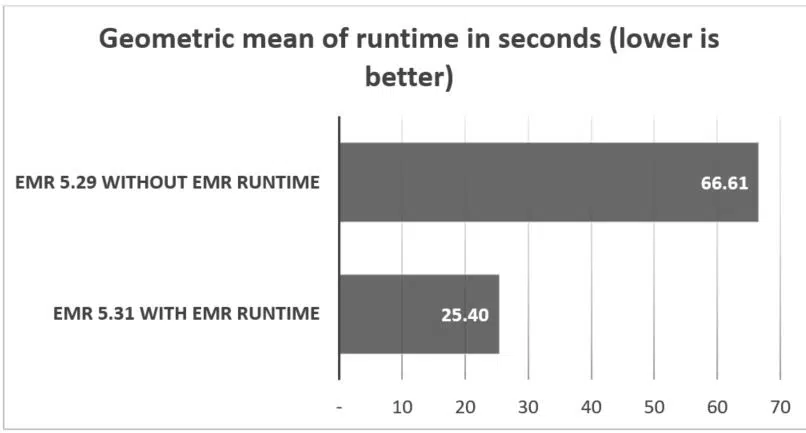 Geometric mean of runtime in seconds (lower is
better)
EMR 5.29 WITHOUT EMR RUNTIME
66.61
EMR 5.31 WITH EMR RUNTIME
25.40
- 10 20 30 40 50 60 70